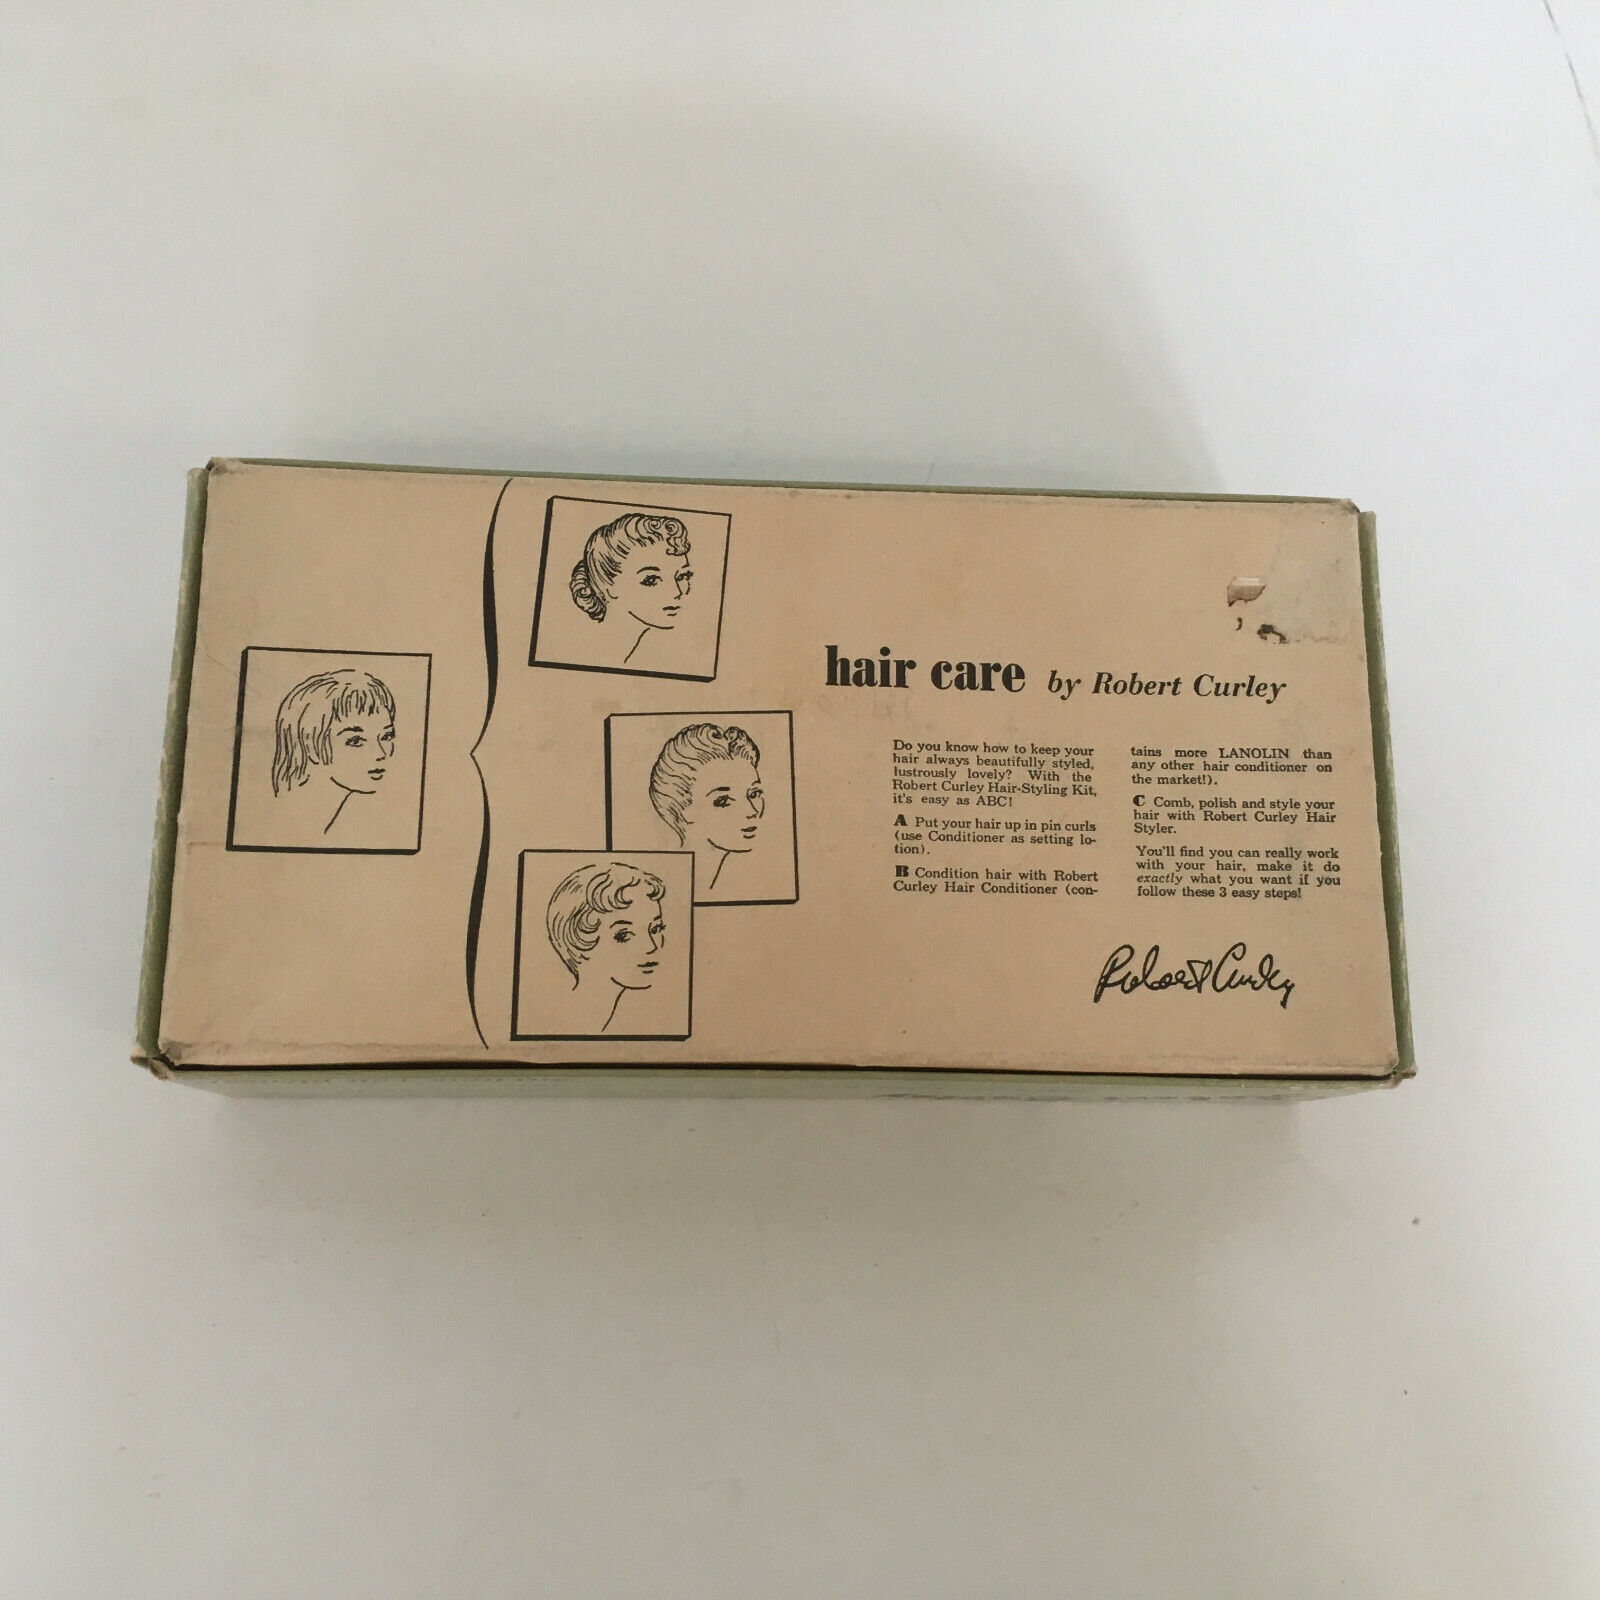 hair care by Robert Curley
Do you know how to keep your
hair always beautifully styled,
lustrously lovely? With the
Robert Curley Hair-Styling Kit,
it's easy as ABC!
A Put your hair up in pin curls
(use Conditioner as setting lo-
tion).
B Condition hair with Robert
Curley Hair Conditioner (con-
tains more LANOLIN than
any other hair conditioner on
the market!).
C Comb, polish and style your
hair with Robert Curley Hair
Styler.
You'll find you can really work
with your hair, make it do
exactly what you want if you
follow these 3 easy steps!
Robert Curley